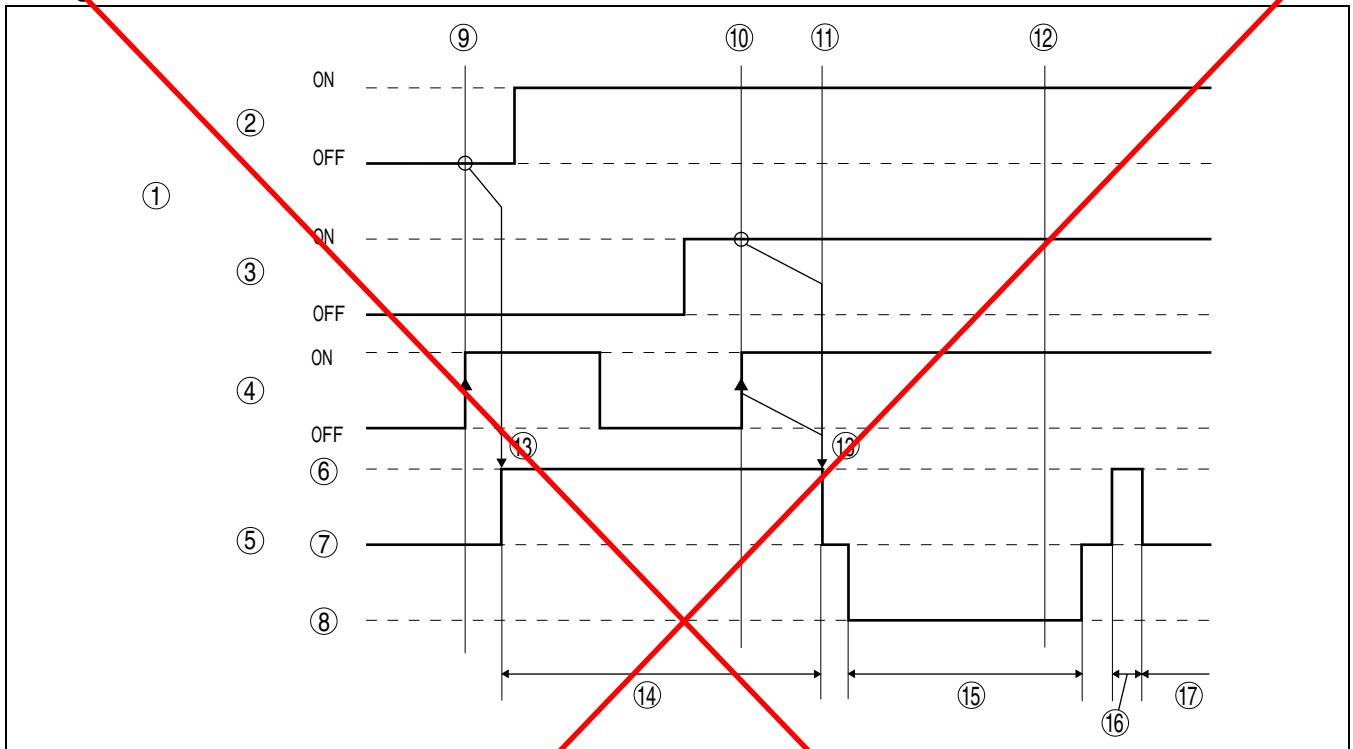 ⑨ ⑩ ⑪ ⑫
ON
②
OFF
①
ON
③
OFF
ON
④
OFF
⑬ ⑬
⑥
⑤ ⑦
⑧
⑭ ⑮ ⑯ ⑰